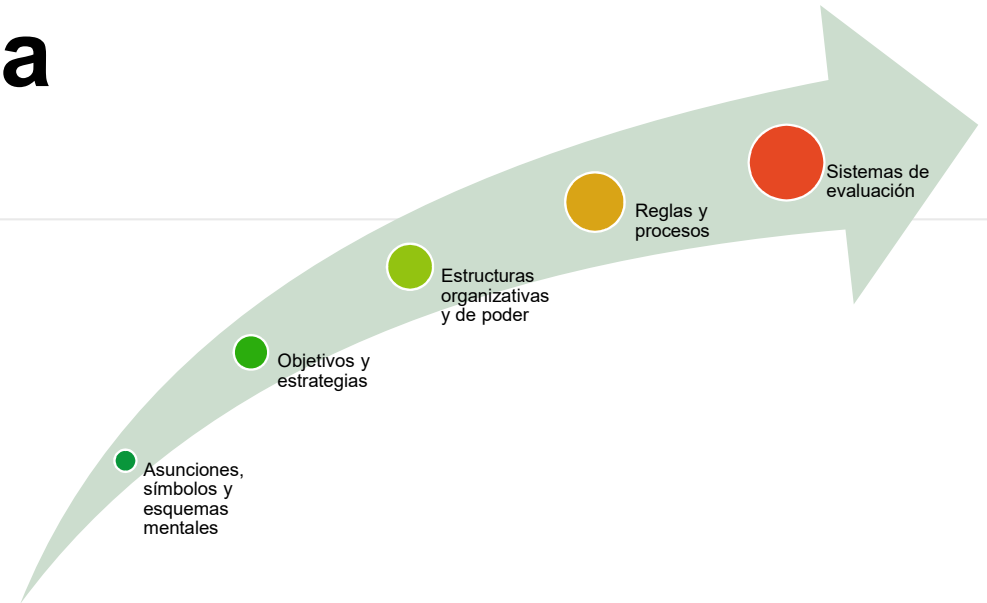 a
Sistemas de
evaluación
Reglas y
procesos
Estructuras
organizativas
y de poder
Objetivos y
estrategias
Asunciones,
símbolos y
esquemas
mentales